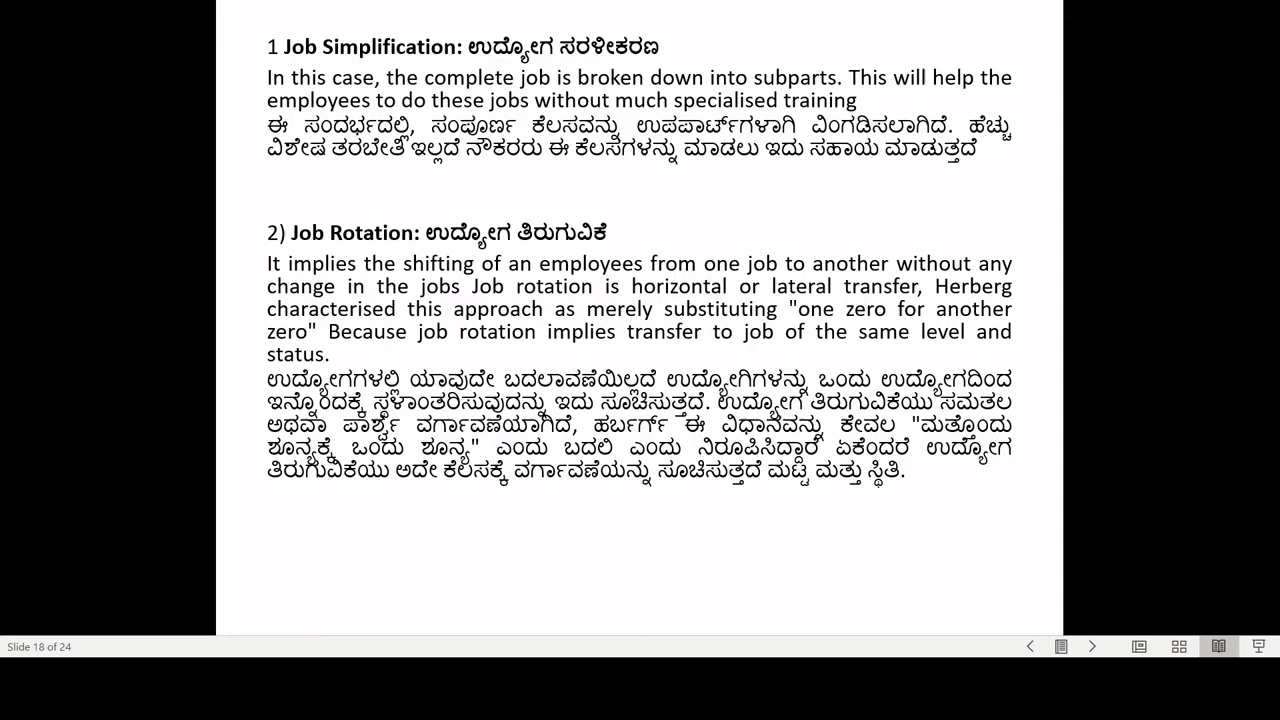 1 Job Simplification: ಉದ್ಯೋಗ ಸರಳೀಕರಣ
In this case, the complete job is broken down into subparts. This will help the
employees to do these jobs without much specialised training
ಈ ಸಂದರ್ಭದಲ್ಲಿ, ಸಂಪೂರ್ಣ ಕೆಲಸವನ್ನು ಉಪಪಾರ್ಟ್‌ಗಳಾಗಿ ವಿಂಗಡಿಸಲಾಗಿದೆ. ಹೆಚ್ಚು
ವಿಶೇಷ ತರಬೇತಿ ಇಲ್ಲದೆ ನೌಕರರು ಈ ಕೆಲಸಗಳನ್ನು ಮಾಡಲು ಇದು ಸಹಾಯ ಮಾಡುತ್ತದೆ
2) Job Rotation: ಉದ್ಯೋಗ ತಿರುಗುವಿಕೆ
It implies the shifting of an employees from one job to another without any
change in the jobs Job rotation is horizontal or lateral transfer, Herberg
characterised this approach as merely substituting "one zero for another
zero" Because job rotation implies transfer to job of the same level and
status.
ಉದ್ಯೋಗಗಳಲ್ಲಿ ಯಾವುದೇ ಬದಲಾವಣೆಯಿಲ್ಲದೆ ಉದ್ಯೋಗಿಗಳನ್ನು ಒಂದು ಉದ್ಯೋಗದಿಂದ
ಇನ್ನೊಂದಕ್ಕೆ ಸ್ಥಳಾಂತರಿಸುವುದನ್ನು ಇದು ಸೂಚಿಸುತ್ತದೆ. ಉದ್ಯೋಗ ತಿರುಗುವಿಕೆಯು ಸಮತಲ
ಅಥವಾ ಪಾರ್ಶ್ವ ವರ್ಗಾವಣೆಯಾಗಿದೆ, ಹರ್ಬರ್ಗ್ ಈ ವಿಧಾನವನ್ನು ಕೇವಲ "ಮತ್ತೊಂದು
ಶೂನ್ಯಕ್ಕೆ ಒಂದು ಶೂನ್ಯ" ಎಂದು ಬದಲಿ ಎಂದು ನಿರೂಪಿಸಿದ್ದಾರೆ ಏಕೆಂದರೆ ಉದ್ಯೋಗ
ತಿರುಗುವಿಕೆಯು ಅದೇ ಕೆಲಸಕ್ಕೆ ವರ್ಗಾವಣೆಯನ್ನು ಸೂಚಿಸುತ್ತದೆ ಮಟ್ಟ ಮತ್ತು ಸ್ಥಿತಿ.
Slide 18 of 24